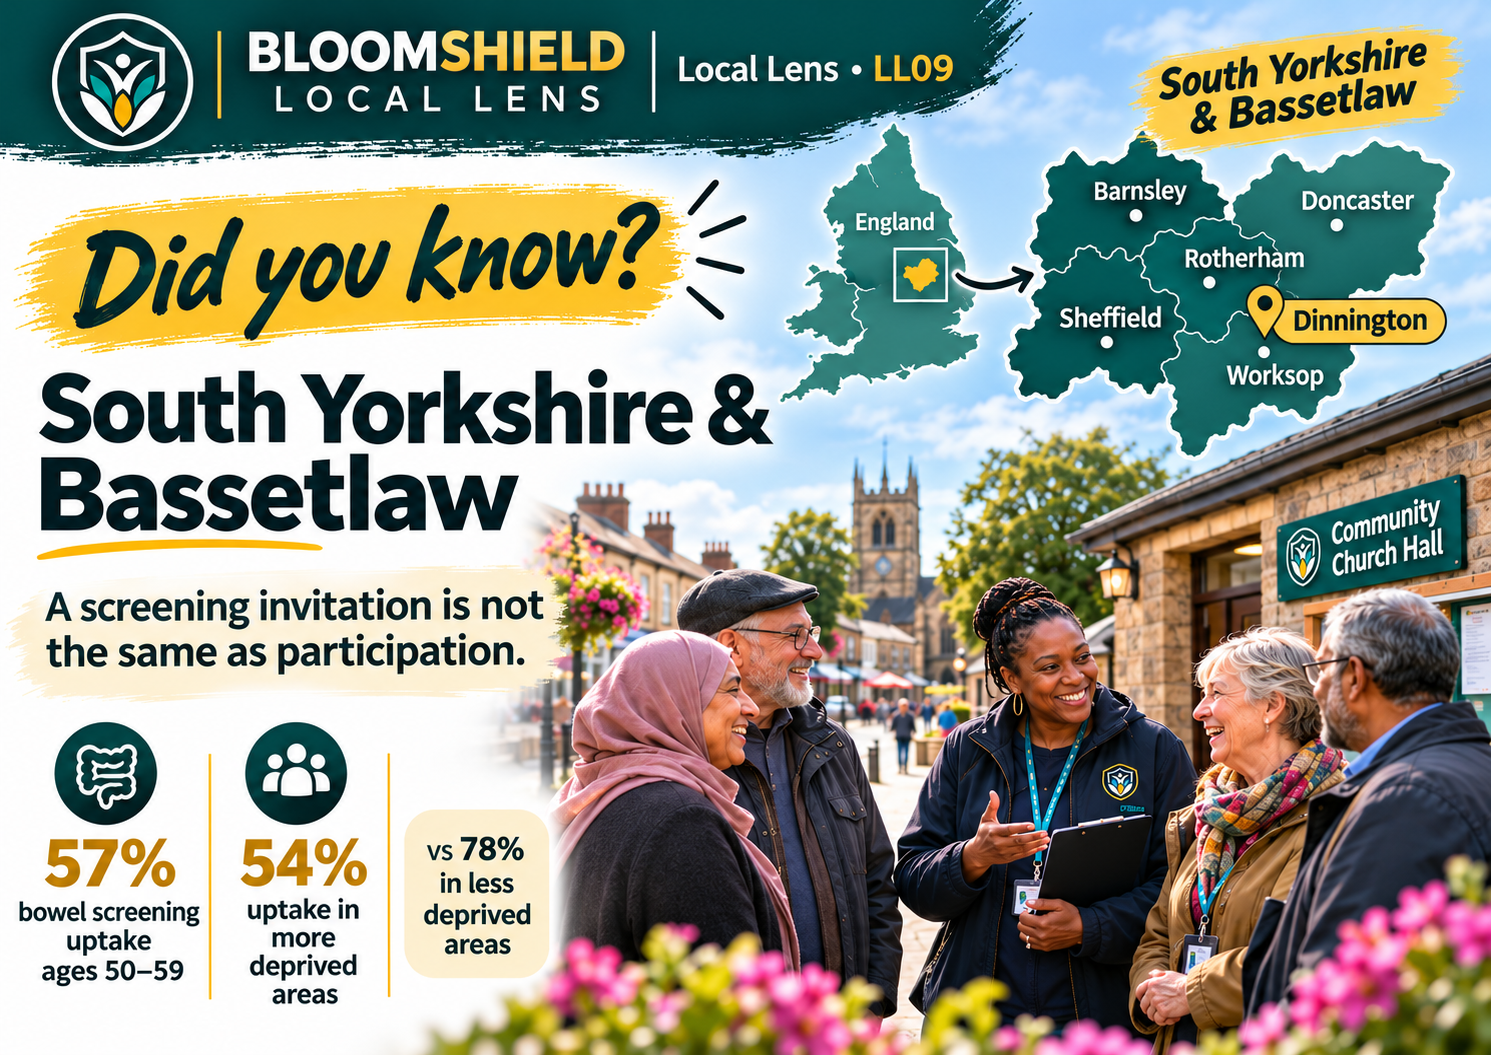 BLOOMSHIELD
LOCAL LENS
Local Lens • LL09
South Yorkshire
& Bassetlaw
England
Barnsley
Doncaster
Rotherham
Sheffield
Dinnington
Worksop
Did you know?
South Yorkshire &
Bassetlaw
A screening invitation is not
the same as participation.
57%
bowel screening
uptake
ages 50–59
54%
uptake in
more
deprived
areas
vs 78%
in less
deprived
areas
Community
Church Hall